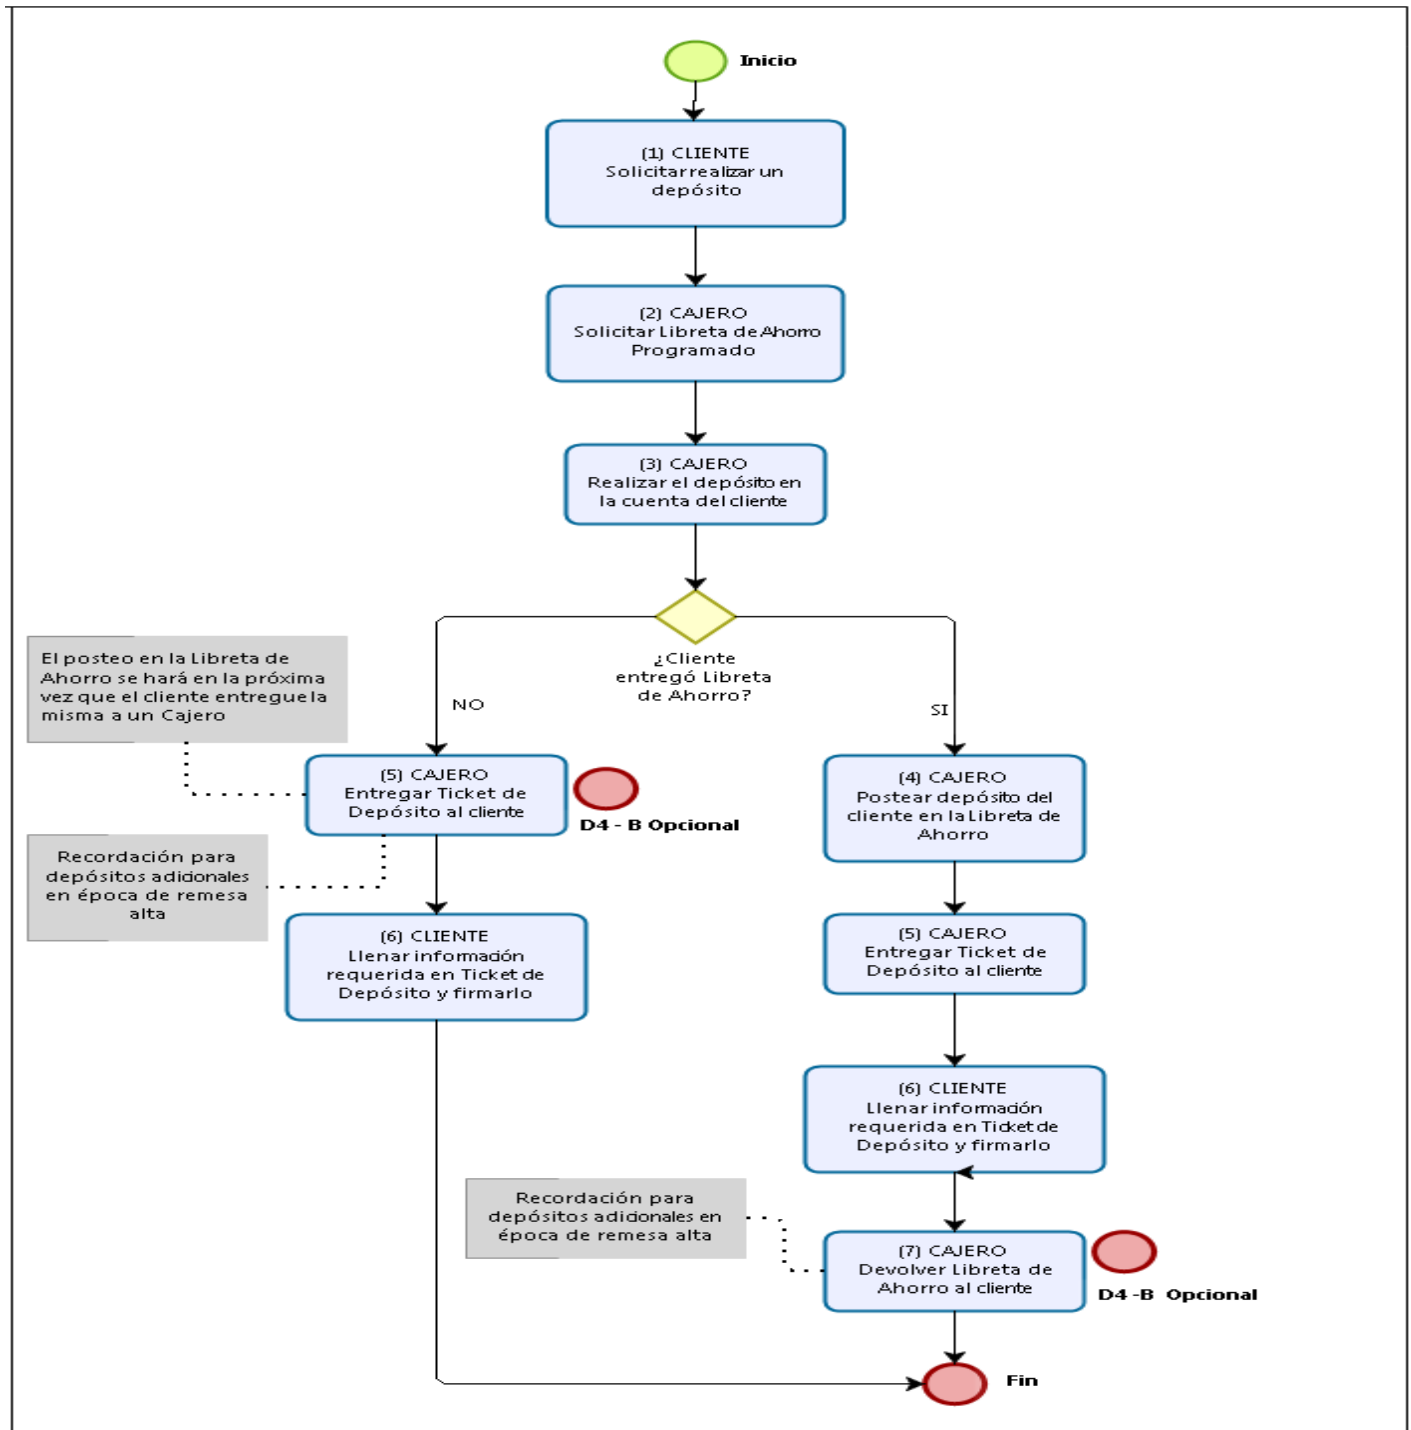 Inicio
(1) CLIENTE
Solicitar realizar un
depósito
(2) CAJERO
Solicitar Libreta de Ahorro
Programado
(3) CAJERO
Realizar el depósito en
la cuenta del cliente
¿Cliente
entregó Libreta
de Ahorro?
NO
SI
El posteo en la Libreta de
Ahorro se hará en la próxima
vez que el cliente entregue la
misma a un Cajero
(5) CAJERO
Entregar Ticket de
Depósito al cliente
D4 - B Opcional
Recordación para
depósitos adicionales
en época de remesa
alta
(6) CLIENTE
Llenar información
requerida en Ticket de
Depósito y firmarlo
(4) CAJERO
Postear depósito del
cliente en la Libreta de
Ahorro
(5) CAJERO
Entregar Ticket de
Depósito al cliente
(6) CLIENTE
Llenar información
requerida en Ticket de
Depósito y firmarlo
Recordación para
depósitos adicionales en
época de remesa alta
(7) CAJERO
Devolver Libreta de
Ahorro al cliente
D4 -B Opcional
Fin